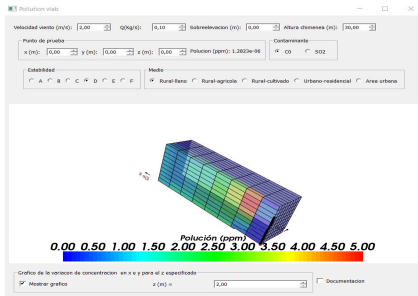 Pollution vlab
Velocidad viento (m/s): 2,00 Q(Kg/s): 0,10 Sobreelevacion (m): 0,00 Altura chimenea (m): 30,00
Punto de prueba
x (m): 0,00 y (m): 0,00 z (m): 0,00 Polucion (ppm): 1.2823e-06
Contaminante
CO SO2
Estabilidad
A B C D E F
Medio
Rural-llano Rural-agricola Rural-cultivado Urbano-residencial Area urbana
Polución (ppm)
0.00 0.50 1.00 1.50 2.00 2.50 3.00 3.50 4.00 4.50 5.00
Grafico de la variacion de concentracion en x e y para el z especificado
Mostrar grafico z (m) = 2,00
Documentacion